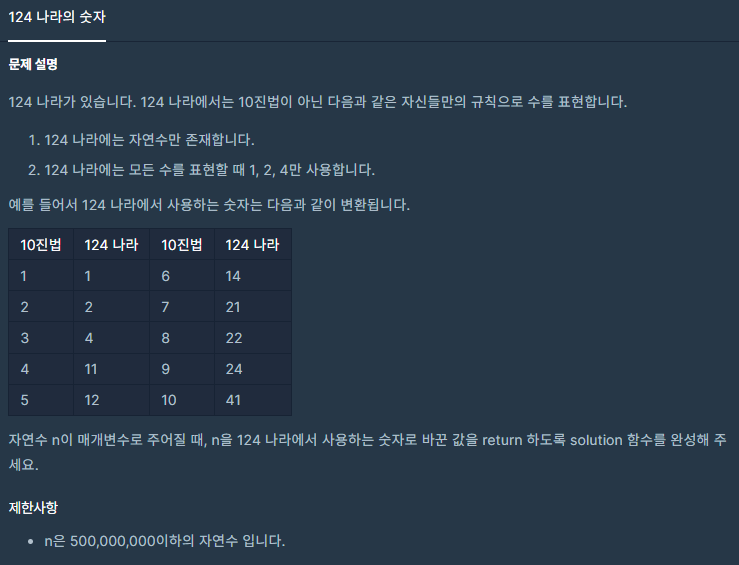 124 나라의 숫자
문제 설명
124 나라가 있습니다. 124 나라에서는 10진법이 아닌 다음과 같은 자신들만의 규칙으로 수를 표현합니다.
1. 124 나라에는 자연수만 존재합니다.
2. 124 나라에는 모든 수를 표현할 때 1, 2, 4만 사용합니다.
예를 들어서 124 나라에서 사용하는 숫자는 다음과 같이 변환됩니다.
10진법 124 나라 10진법 124 나라
1 1 6 14
2 2 7 21
3 4 8 22
4 11 9 24
5 12 10 41
자연수 n이 매개변수로 주어질 때, n을 124 나라에서 사용하는 숫자로 바꾼 값을 return 하도록 solution 함수를 완성해 주
세요.
제한사항
• n은 500,000,000이하의 자연수 입니다.